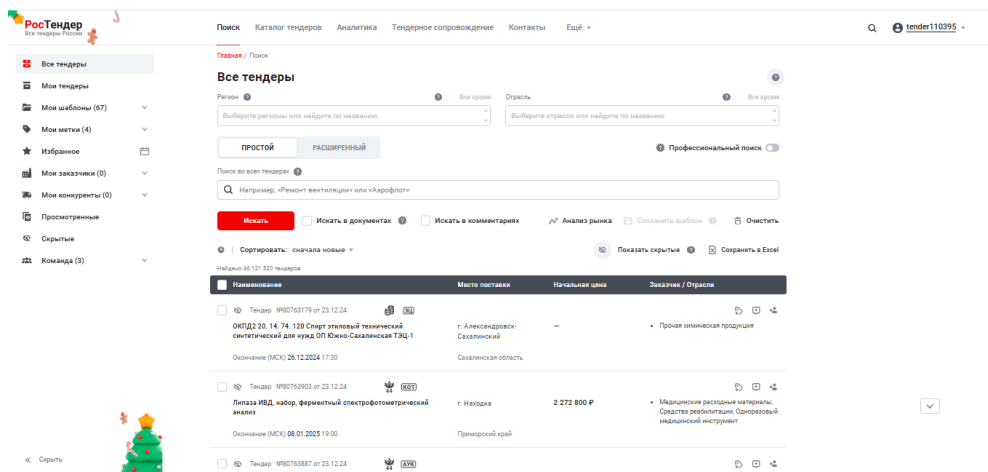 РосТендер
Все тендеры России
Поиск Каталог тендеров Аналитика Тендерное сопровождение Контакты Ещё
tender110395
Все тендеры
Мои тендеры
Мои шаблоны (67)
Мои метки (4)
Избранное
Мои заказчики (0)
Мои конкуренты (0)
Просмотренные
Скрытые
Команда (3)
Скрыть
Главная / Поиск
Все тендеры
Регион Все кроме Отрасль Все кроме
Выберите регионы или найдите по названию Выберите отрасли или найдите по названию
ПРОСТОЙ РАСШИРЕННЫЙ Профессиональный поиск
Поиск во всех тендерах
Например, «Ремонт вентиляции» или «Аэрофлот»
Искать Искать в документах Искать в комментариях Анализ рынка Сохранить шаблон Очистить
Сортировать: сначала новые Показать скрытые Сохранить в Excel
Найдено 36 121 520 тендеров
Наименование Место поставки Начальная цена Заказчик / Отрасли
Тендер №80763179 от 23.12.24 ЗЦ
ОКПД2 20. 14. 74. 120 Спирт этиловый технический г. Александровск- — • Прочая химическая продукция
синтетический для нужд ОП Южно-Сахалинская ТЭЦ-1 Сахалинский
Окончание (МСК) 26.12.2024 17:30 Сахалинская область
Тендер №80763903 от 23.12.24 44 КОТ
Липаза ИВД, набор, ферментный спектрофотометрический г. Находка 2 272 800 ₽ • Медицинские расходные материалы,
анализ Средства реабилитации, Одноразовый
медицинский инструмент
Окончание (МСК) 08.01.2025 19:00 Приморский край
Тендер №80763887 от 23.12.24 44 АУК